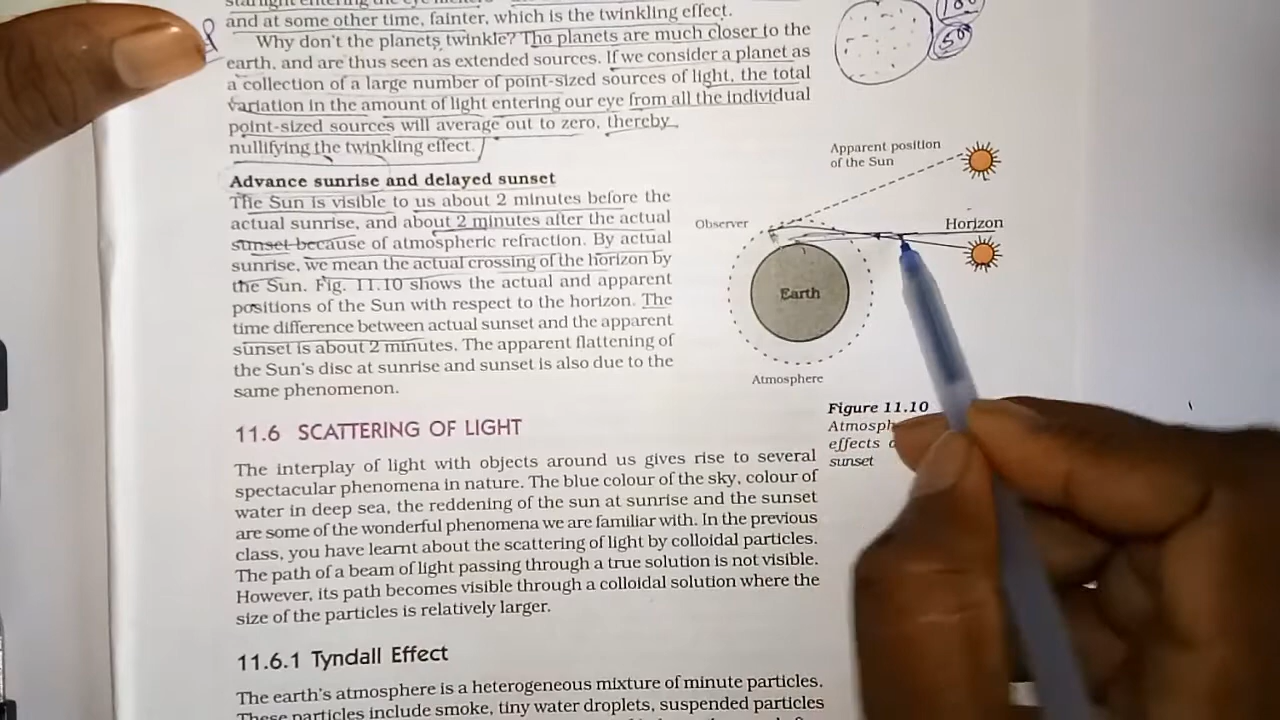 starlight entering the eye flickers
and at some other time, fainter, which is the twinkling effect.
Why don't the planets twinkle? The planets are much closer to the
earth, and are thus seen as extended sources. If we consider a planet as
a collection of a large number of point-sized sources of light, the total
variation in the amount of light entering our eye from all the individual
point-sized sources will average out to zero, thereby
nullifying the twinkling effect.
Advance sunrise and delayed sunset
The Sun is visible to us about 2 minutes before the
actual sunrise, and about 2 minutes after the actual
sunset because of atmospheric refraction. By actual
sunrise, we mean the actual crossing of the horizon by
the Sun. Fig. 11.10 shows the actual and apparent
positions of the Sun with respect to the horizon. The
time difference between actual sunset and the apparent
sunset is about 2 minutes. The apparent flattening of
the Sun's disc at sunrise and sunset is also due to the
same phenomenon.
Apparent position
of the Sun
Observer
Horizon
Earth
Atmosphere
Figure 11.10
Atmosph
effects
sunset
11.6 SCATTERING OF LIGHT
The interplay of light with objects around us gives rise to several
spectacular phenomena in nature. The blue colour of the sky, colour of
water in deep sea, the reddening of the sun at sunrise and the sunset
are some of the wonderful phenomena we are familiar with. In the previous
class, you have learnt about the scattering of light by colloidal particles.
The path of a beam of light passing through a true solution is not visible.
However, its path becomes visible through a colloidal solution where the
size of the particles is relatively larger.
11.6.1 Tyndall Effect
The earth's atmosphere is a heterogeneous mixture of minute particles.
These particles include smoke, tiny water droplets, suspended particles